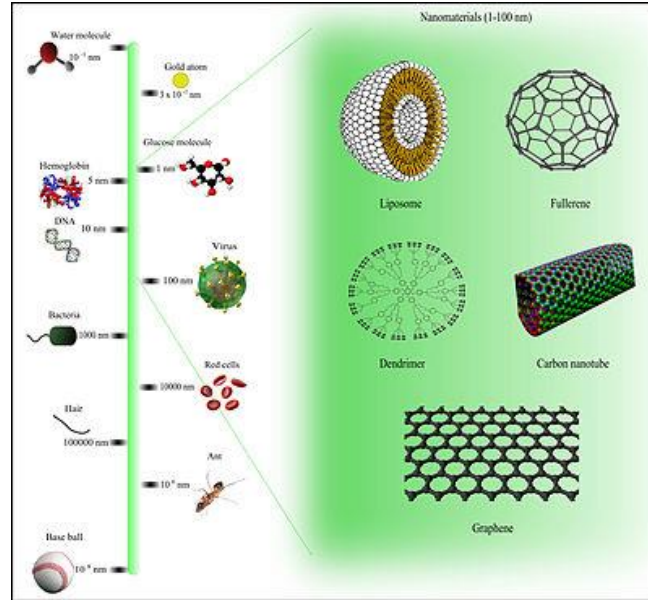 Nanomaterials (1-100 nm)
Water molecule
10⁻¹ nm
Gold atom
3 x 10⁻¹ nm
Glucose molecule
1 nm
Hemoglobin
5 nm
DNA
10 nm
Virus
100 nm
Bacteria
1000 nm
Red cells
10000 nm
Hair
100000 nm
Ant
nm
Base ball
nm
Liposome
Fullerene
Dendrimer
Carbon nanotube
Graphene